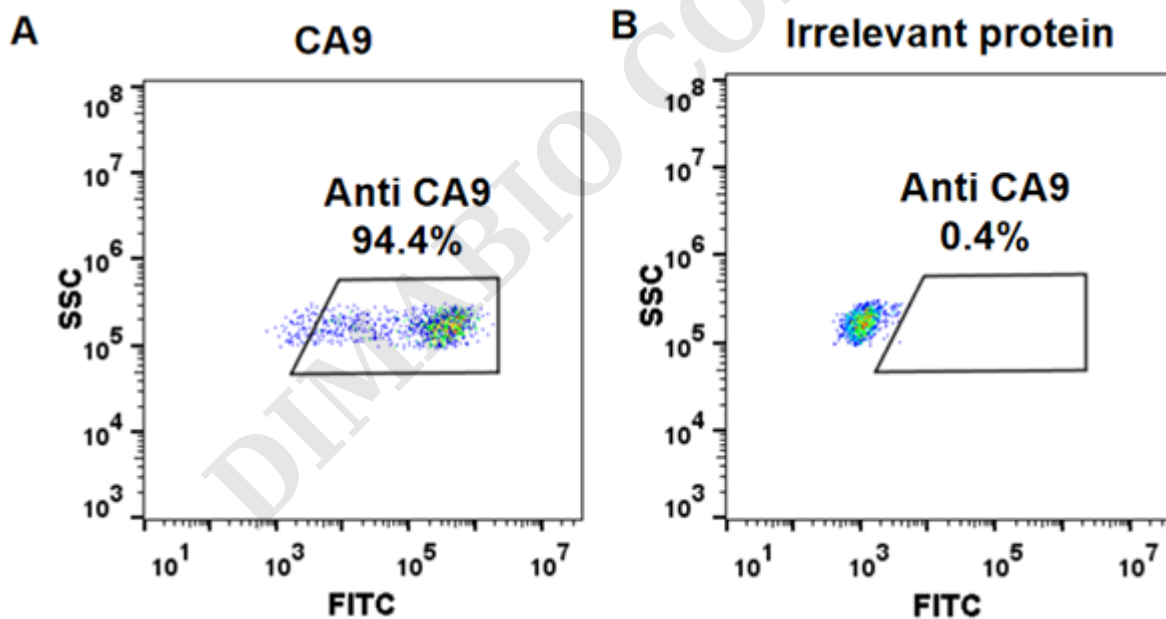 A
CA9
10^8
10^7
10^6
10^5
10^4
10^3
SSC
Anti CA9
94.4%
10^1 10^3 10^5 10^7
FITC
B
Irrelevant protein
10^8
10^7
10^6
10^5
10^4
10^3
SSC
Anti CA9
0.4%
10^1 10^3 10^5 10^7
FITC
DIMABIO CO